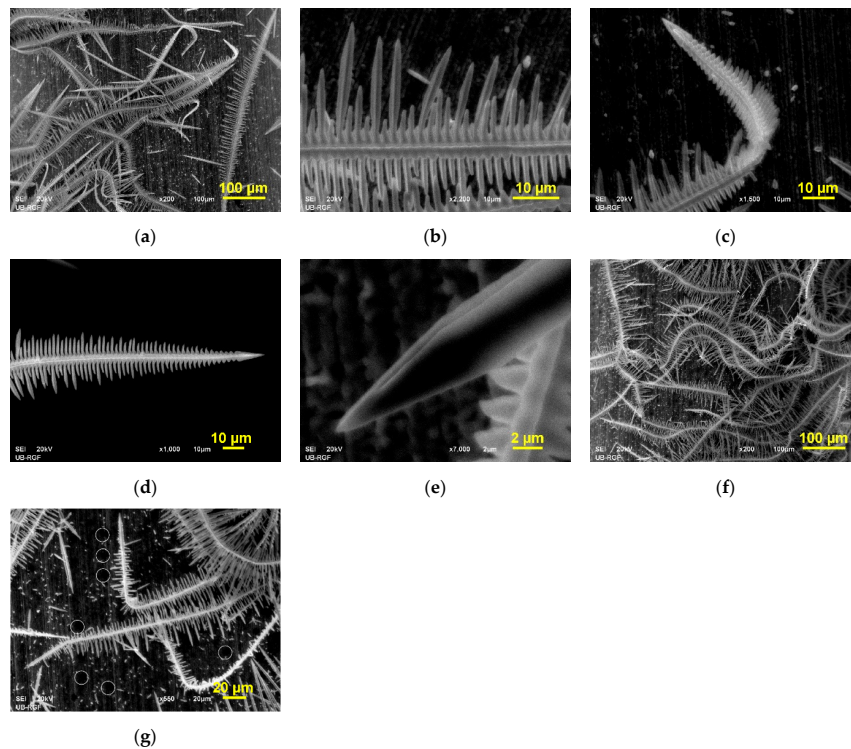 100 µm
SEI 20kV x200 100µm
UB-RGF
(a)
10 µm
SEI 20kV x2,200 10µm
UB-RGF
(b)
10 µm
SEI 20kV x1,500 10µm
UB-RGF
(c)
10 µm
SEI 20kV x1,000 10µm
UB-RGF
(d)
2 µm
SEI 20kV x7,000 2µm
UB-RGF
(e)
100 µm
SEI 20kV x200 100µm
UB-RGF
(f)
20 µm
SEI 20kV x550 20µm
UB-RGF
(g)